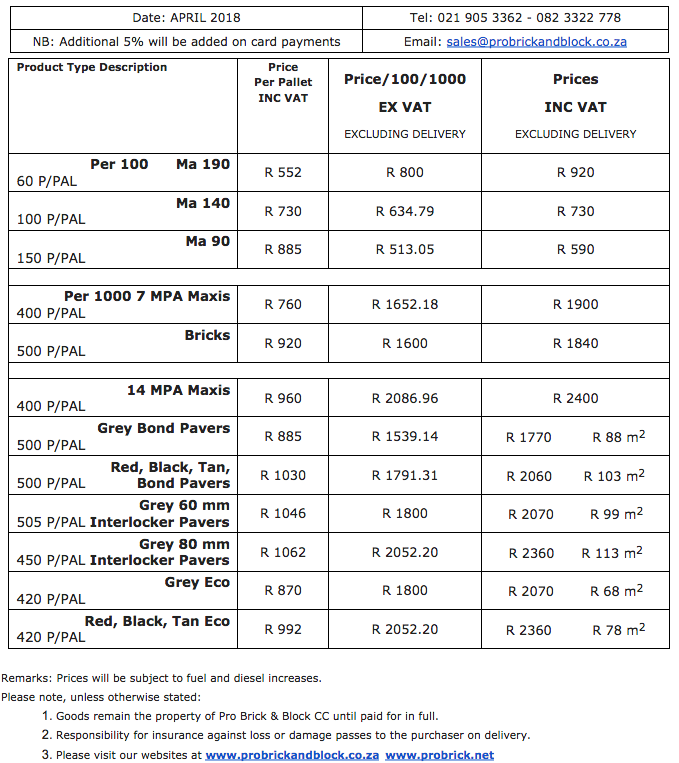 Date: APRIL 2018 Tel: 021 905 3362 - 082 3322 778
NB: Additional 5% will be added on card payments Email: sales@probrickandblock.co.za
Product Type Description Price Per Pallet INC VAT Price/100/1000 EX VAT EXCLUDING DELIVERY Prices INC VAT EXCLUDING DELIVERY
Per 100 Ma 190
60 P/PAL R 552 R 800 R 920
Ma 140
100 P/PAL R 730 R 634.79 R 730
Ma 90
150 P/PAL R 885 R 513.05 R 590
Per 1000 7 MPA Maxis
400 P/PAL R 760 R 1652.18 R 1900
Bricks
500 P/PAL R 920 R 1600 R 1840
14 MPA Maxis
400 P/PAL R 960 R 2086.96 R 2400
Grey Bond Pavers
500 P/PAL R 885 R 1539.14 R 1770 R 88 m²
Red, Black, Tan,
500 P/PAL Bond Pavers R 1030 R 1791.31 R 2060 R 103 m²
Grey 60 mm
505 P/PAL Interlocker Pavers R 1046 R 1800 R 2070 R 99 m²
Grey 80 mm
450 P/PAL Interlocker Pavers R 1062 R 2052.20 R 2360 R 113 m²
Grey Eco
420 P/PAL R 870 R 1800 R 2070 R 68 m²
Red, Black, Tan Eco
420 P/PAL R 992 R 2052.20 R 2360 R 78 m²
Remarks: Prices will be subject to fuel and diesel increases.
Please note, unless otherwise stated:
1. Goods remain the property of Pro Brick & Block CC until paid for in full.
2. Responsibility for insurance against loss or damage passes to the purchaser on delivery.
3. Please visit our websites at www.probrickandblock.co.za www.probrick.net